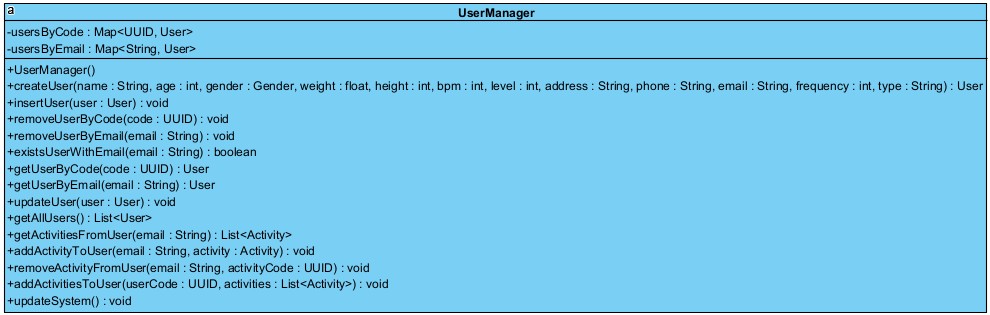 a
UserManager
-usersByCode : Map<UUID, User>
-usersByEmail : Map<String, User>
+UserManager()
+createUser(name : String, age : int, gender : Gender, weight : float, height : int, bpm : int, level : int, address : String, phone : String, email : String, frequency : int, type : String) : User
+insertUser(user : User) : void
+removeUserByCode(code : UUID) : void
+removeUserByEmail(email : String) : void
+existsUserWithEmail(email : String) : boolean
+getUserByCode(code : UUID) : User
+getUserByEmail(email : String) : User
+updateUser(user : User) : void
+getAllUsers() : List<User>
+getActivitiesFromUser(email : String) : List<Activity>
+addActivityToUser(email : String, activity : Activity) : void
+removeActivityFromUser(email : String, activityCode : UUID) : void
+addActivitiesToUser(userCode : UUID, activities : List<Activity>) : void
+updateSystem() : void